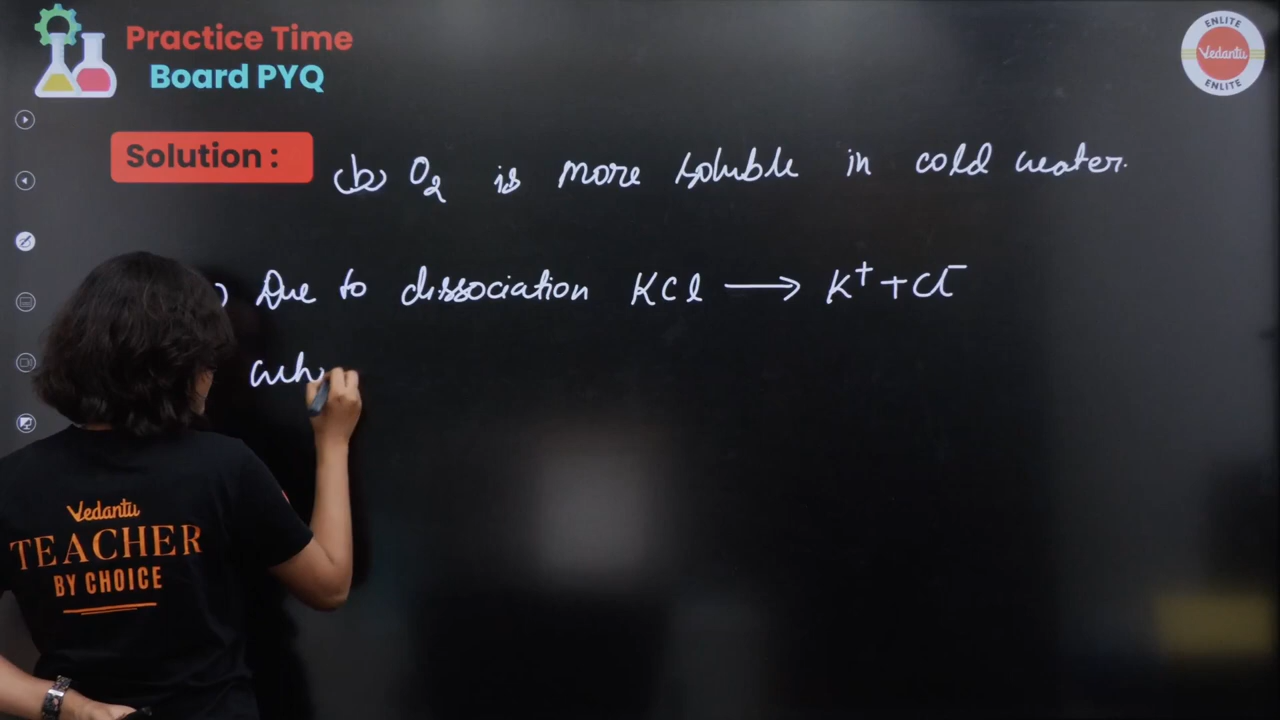 Practice Time
Board PYQ
ENLITE
Vedantu
ENLITE
Solution :
(b) O₂ is more soluble in cold water.
) Due to dissociation KCl ⟶ K⁺ + Cl⁻
Vedantu
TEACHER
BY CHOICE